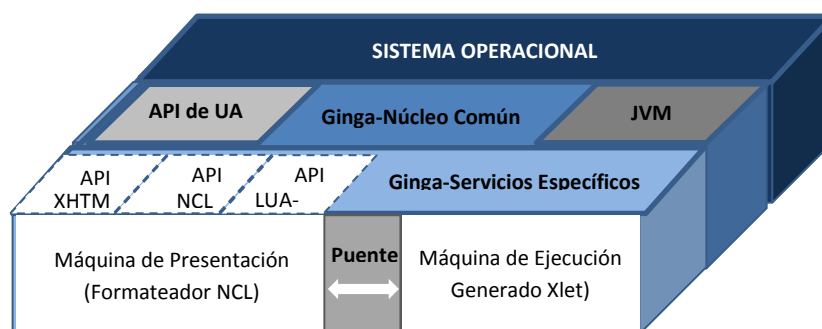 SISTEMA OPERACIONAL
API de UA
Ginga-Núcleo Común
JVM
API
XHTM
API
NCL
API
LUA-
Ginga-Servicios Específicos
Máquina de Presentación
(Formateador NCL)
Puente
Máquina de Ejecución
Generado Xlet)